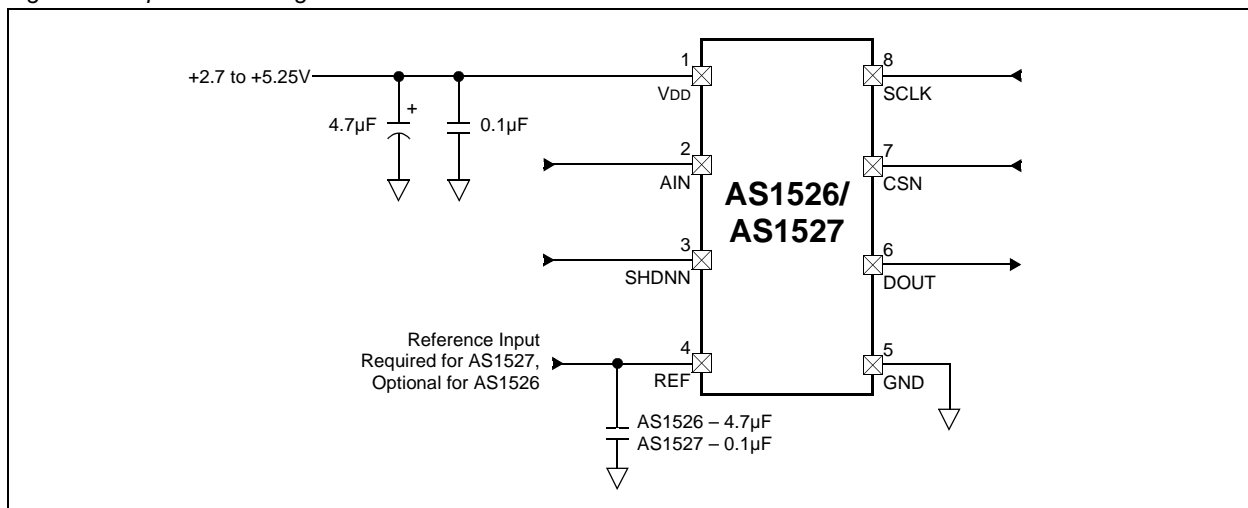 +2.7 to +5.25V
4.7µF
+
0.1µF
1
VDD
2
AIN
3
SHDNN
Reference Input
Required for AS1527,
Optional for AS1526
4
REF
AS1526 – 4.7µF
AS1527 – 0.1µF
AS1526/
AS1527
8
SCLK
7
CSN
6
DOUT
5
GND